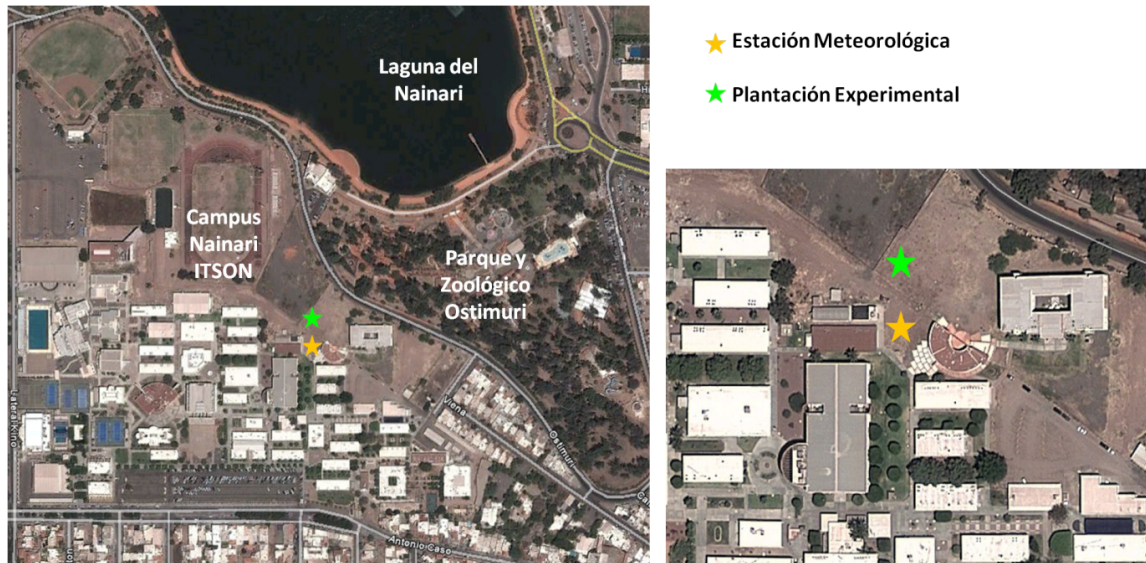 Laguna del
Nainari
Campus
Nainari
ITSON
Parque y
Zoológico
Ostimuri
Viena
Ostimuri
Antonio Caso
Estación Meteorológica
Plantación Experimental